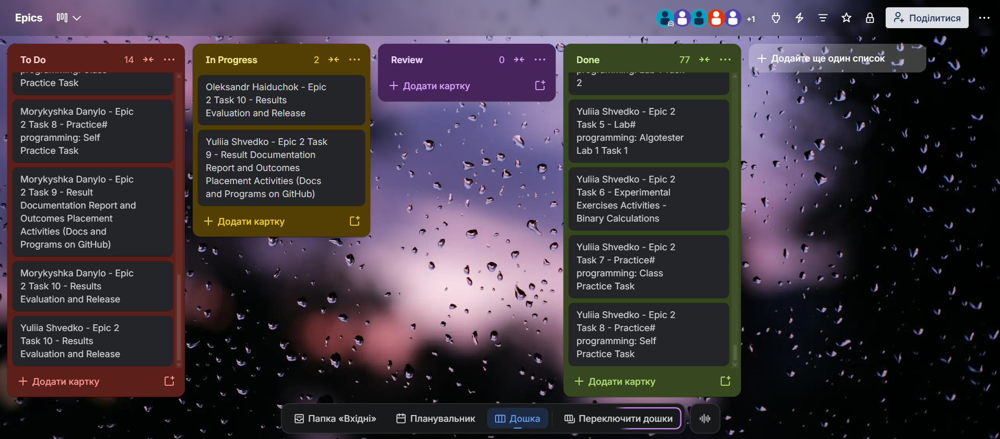 Epics
+1
Поділитися
To Do
14
programming: Class
Practice Task
Morykyshka Danylo - Epic
2 Task 8 - Practice#
programming: Self
Practice Task
Morykyshka Danylo - Epic
2 Task 9 - Result
Documentation Report and
Outcomes Placement
Activities (Docs and
Programs on GitHub)
Morykyshka Danylo - Epic
2 Task 10 - Results
Evaluation and Release
Yuliia Shvedko - Epic 2
Task 10 - Results
Evaluation and Release
Додати картку
In Progress
2
Oleksandr Haiduchok - Epic
2 Task 10 - Results
Evaluation and Release
Yuliia Shvedko - Epic 2 Task
9 - Result Documentation
Report and Outcomes
Placement Activities (Docs
and Programs on GitHub)
Додати картку
Review
0
Додати картку
Done
77
programming: Lab 1 Task
2
Yuliia Shvedko - Epic 2
Task 5 - Lab#
programming: Algotester
Lab 1 Task 1
Yuliia Shvedko - Epic 2
Task 6 - Experimental
Exercises Activities -
Binary Calculations
Yuliia Shvedko - Epic 2
Task 7 - Practice#
programming: Class
Practice Task
Yuliia Shvedko - Epic 2
Task 8 - Practice#
programming: Self
Practice Task
Додати картку
Додайте ще один список
Папка «Вхідні»
Планувальник
Дошка
Переключити дошки